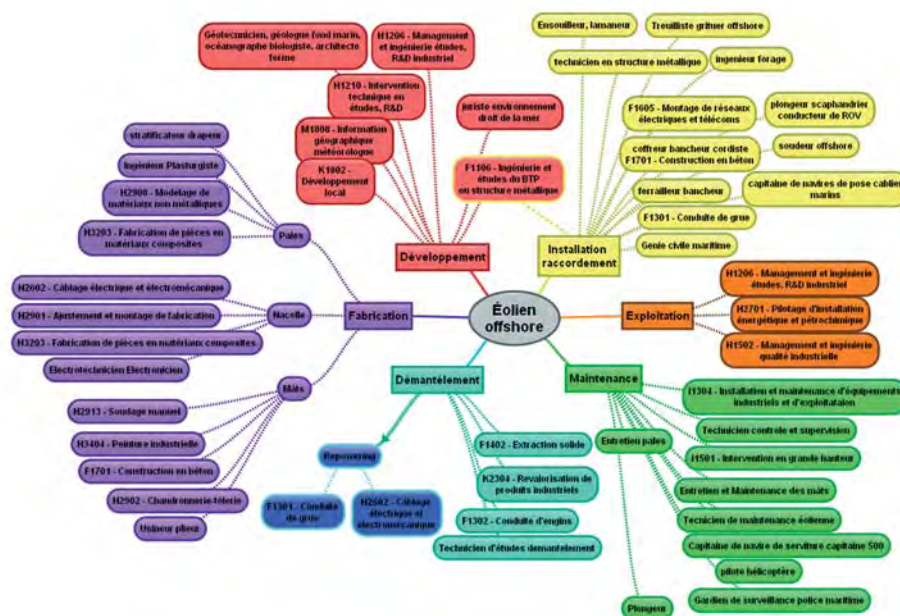 Géotechnicien, géologue fond marin,
océanographe biologiste, architecte
ferme
H1206 - Management
et ingénierie études,
R&D industriel
H1210 - Intervention
technique en
études, R&D
M1808 - Information
géographique
météorologue
K1802 -
Développement
local
juriste environnement
droit de la mer
F1106 - Ingénierie et
études du BTP
ou structure métallique
Développement
Ensouilleur, lamaneur
Treuilliste grutier offshore
technicien en structure métallique
ingenieur forage
F1605 - Montage de réseaux
électriques et télécoms
plongeur scaphandrier
conducteur de ROV
coffreur bancheur cordiste
F1701 - Construction en béton
soudeur offshore
ferrailleur bancheur
capitaine de navires de pose cablier
marins
F1301 - Conduite de grue
Genie civile maritime
Installation
raccordement
stratificateur drapeur
Ingénieur Plasturgiste
H2908 - Modelage de
matériaux non métalliques
H3203 - Fabrication de pièces en
matériaux composites
Pales
H2602 - Câblage électrique et électromécanique
H2901 - Ajustement et montage de fabrication
H3203 - Fabrication de pièces en matériaux composites
Electrotechnicien Electronicien
Nacelle
Fabrication
Éolien
offshore
Exploitation
H1206 - Management et ingénierie
études, R&D industriel
H2701 - Pilotage d'installation
énergétique et pétrochimique
H1502 - Management et ingénierie
qualité industrielle
Mâts
H2913 - Soudage manuel
H3404 - Peinture industrielle
F1701 - Construction en béton
H2902 - Chaudronnerie-tôlerie
Usineur plieur
Démantèlement
Repowering
F1301 - Conduite
de grue
H2602 - Câblage
électrique et
électromécanique
F1402 - Extraction solide
K2304 - Revalorisation de
produits industriels
F1302 - Conduite d'engins
Technicien d'études demantelement
Maintenance
I1304 - Installation et maintenance d'équipements
industriels et d'exploitataion
Technicien controle et supervision
Entretien pales
I1501 - Intervention en grande hauteur
Entretien et Maintenance des mâts
Tecnicien de maintenance éolienne
Capitaine de navire de serviture capitaine 500
pilote hélicoptère
Gardien de surveillance police maritime
Plongeur